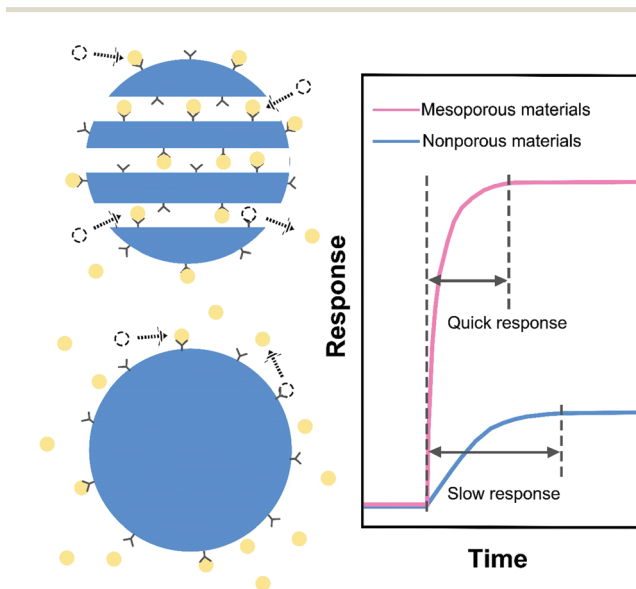 Mesoporous materials
Nonporous materials
Quick response
Slow response
Response
Time